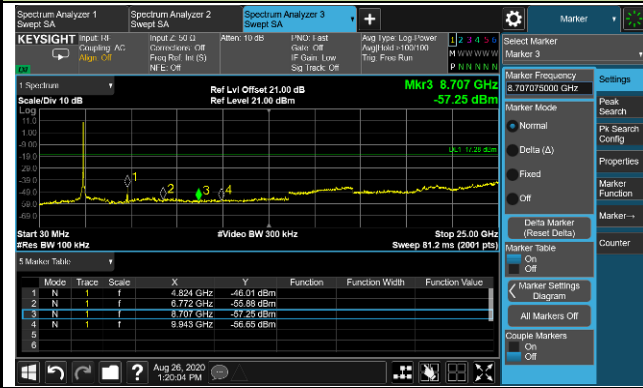 Spectrum Analyzer 1
Swept SA
Spectrum Analyzer 2
Swept SA
Spectrum Analyzer 3
Swept SA
Marker
KEYSIGHT
Input: RF
Coupling: AC
Align: Off
Input Z: 50 Ω
Corrections: Off
Freq Ref: Int (S)
NFE: Off
Atten: 10 dB
PNO: Fast
Gate: Off
IF Gain: Low
Sig Track: Off
Avg Type: Log-Power
Avg|Hold >100/100
Trig: Free Run
1 2 3 4 5 6
M W W W W W
P N N N N N
Select Marker
Marker 3
1 Spectrum
Scale/Div 10 dB
Ref Lvl Offset 21.00 dB
Ref Level 21.00 dBm
Mkr3 8.707 GHz
-57.25 dBm
Log
11.0
1.00
-9.00
-19.0
-29.0
-39.0
-49.0
-59.0
-69.0
1
2
3
4
Start 30 MHz
#Res BW 100 kHz
#Video BW 300 kHz
Stop 25.00 GHz
Sweep 81.2 ms (2001 pts)
5 Marker Table
Mode Trace Scale X Y Function Function Width Function Value
1 N 1 f 4.824 GHz -46.01 dBm
2 N 1 f 6.772 GHz -55.88 dBm
3 N 1 f 8.707 GHz -57.25 dBm
4 N 1 f 9.943 GHz -56.65 dBm
5
6
Marker Frequency
8.707075000 GHz
Marker Mode
Normal
Delta (Δ)
Fixed
Off
Delta Marker
(Reset Delta)
Marker Table
On
Off
Marker Settings
Diagram
All Markers Off
Couple Markers
On
Off
Settings
Peak
Search
Pk Search
Config
Properties
Marker
Function
Marker→
Counter
Aug 26, 2020
1:20:04 PM